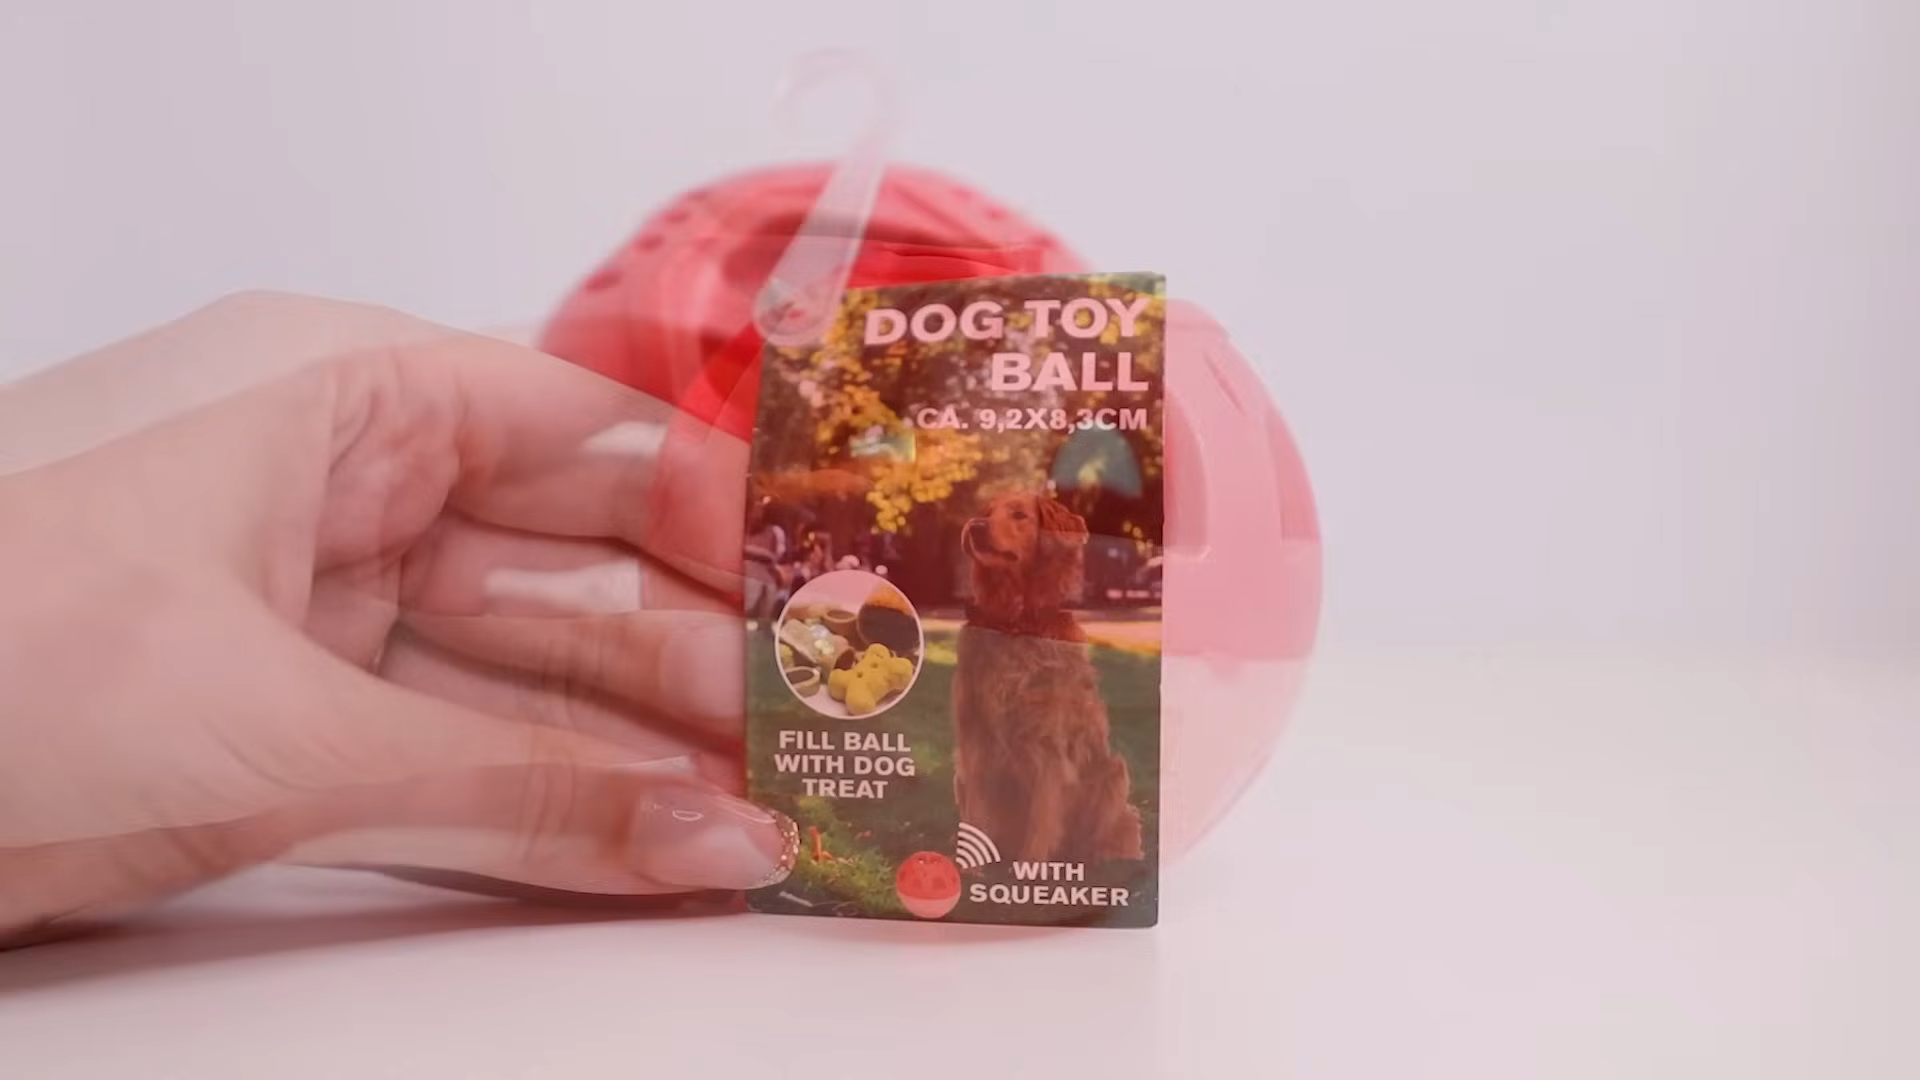 DOG TOY
BALL
CA. 9,2X8,3CM
FILL BALL
WITH DOG
TREAT
WITH
SQUEAKER